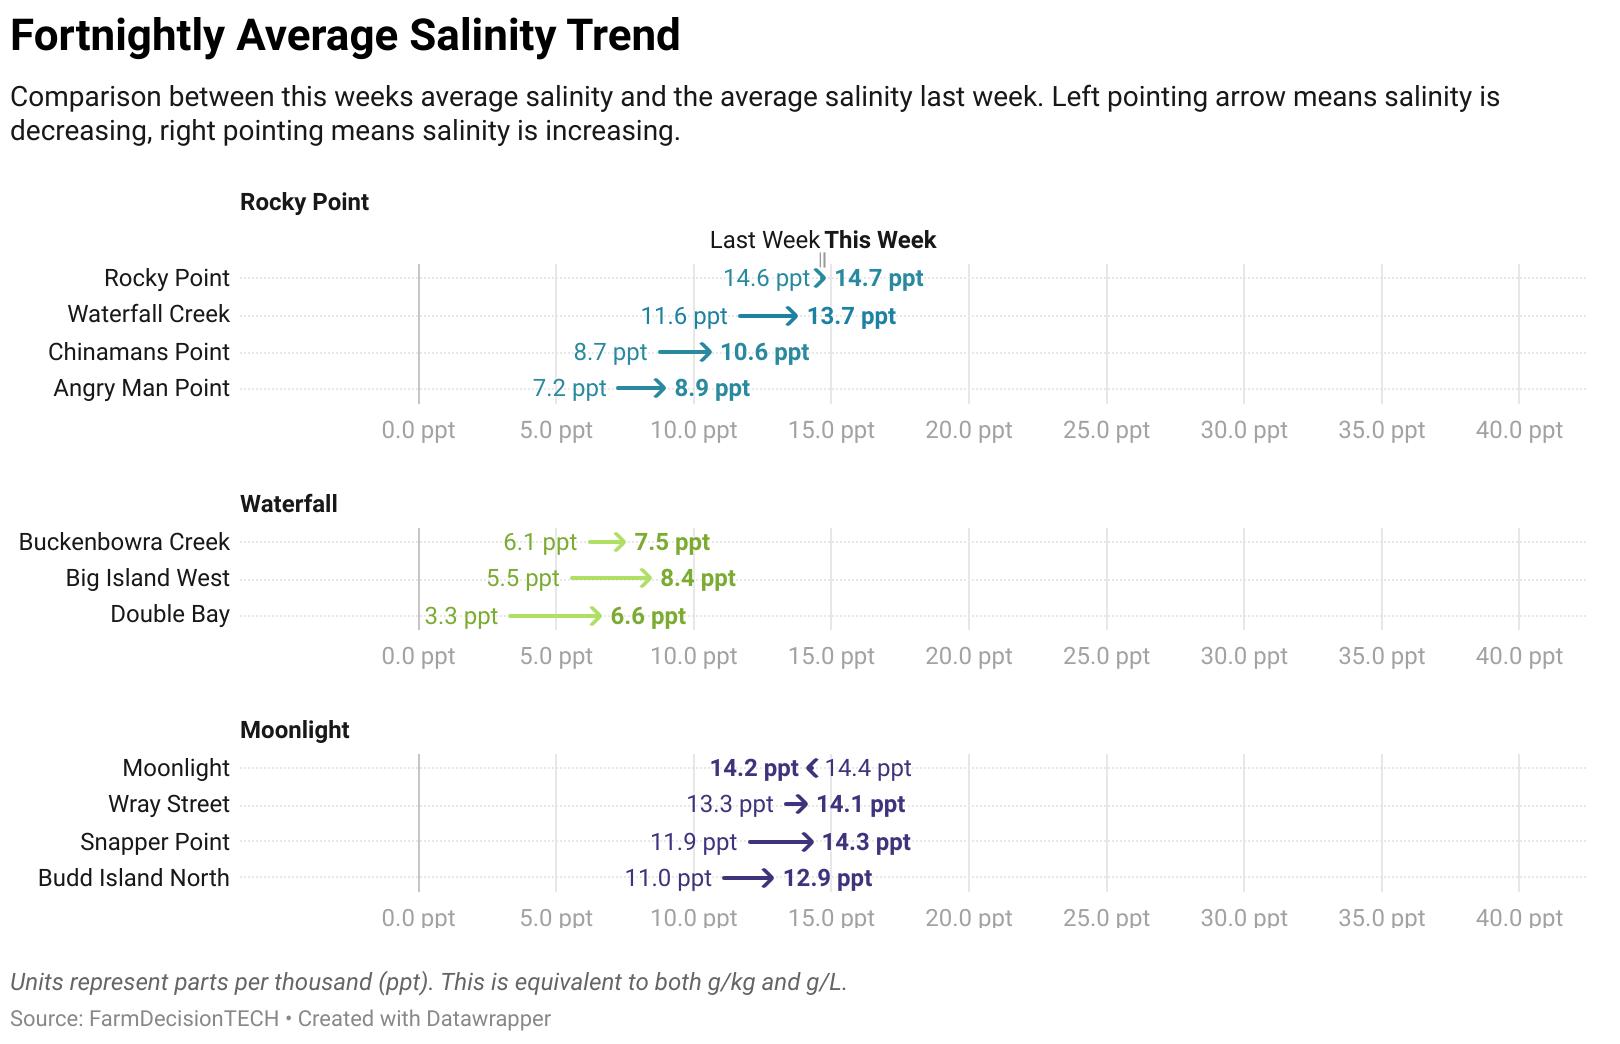 Fortnightly Average Salinity Trend
Comparison between this weeks average salinity and the average salinity last week. Left pointing arrow means salinity is
decreasing, right pointing means salinity is increasing.
Rocky Point
Last Week This Week
Rocky Point 14.6 ppt 14.7 ppt
Waterfall Creek 11.6 ppt 13.7 ppt
Chinamans Point 8.7 ppt 10.6 ppt
Angry Man Point 7.2 ppt 8.9 ppt
0.0 ppt 5.0 ppt 10.0 ppt 15.0 ppt 20.0 ppt 25.0 ppt 30.0 ppt 35.0 ppt 40.0 ppt
Waterfall
Buckenbowra Creek 6.1 ppt 7.5 ppt
Big Island West 5.5 ppt 8.4 ppt
Double Bay 3.3 ppt 6.6 ppt
0.0 ppt 5.0 ppt 10.0 ppt 15.0 ppt 20.0 ppt 25.0 ppt 30.0 ppt 35.0 ppt 40.0 ppt
Moonlight
Moonlight 14.2 ppt 14.4 ppt
Wray Street 13.3 ppt 14.1 ppt
Snapper Point 11.9 ppt 14.3 ppt
Budd Island North 11.0 ppt 12.9 ppt
0.0 ppt 5.0 ppt 10.0 ppt 15.0 ppt 20.0 ppt 25.0 ppt 30.0 ppt 35.0 ppt 40.0 ppt
Units represent parts per thousand (ppt). This is equivalent to both g/kg and g/L.
Source: FarmDecisionTECH • Created with Datawrapper